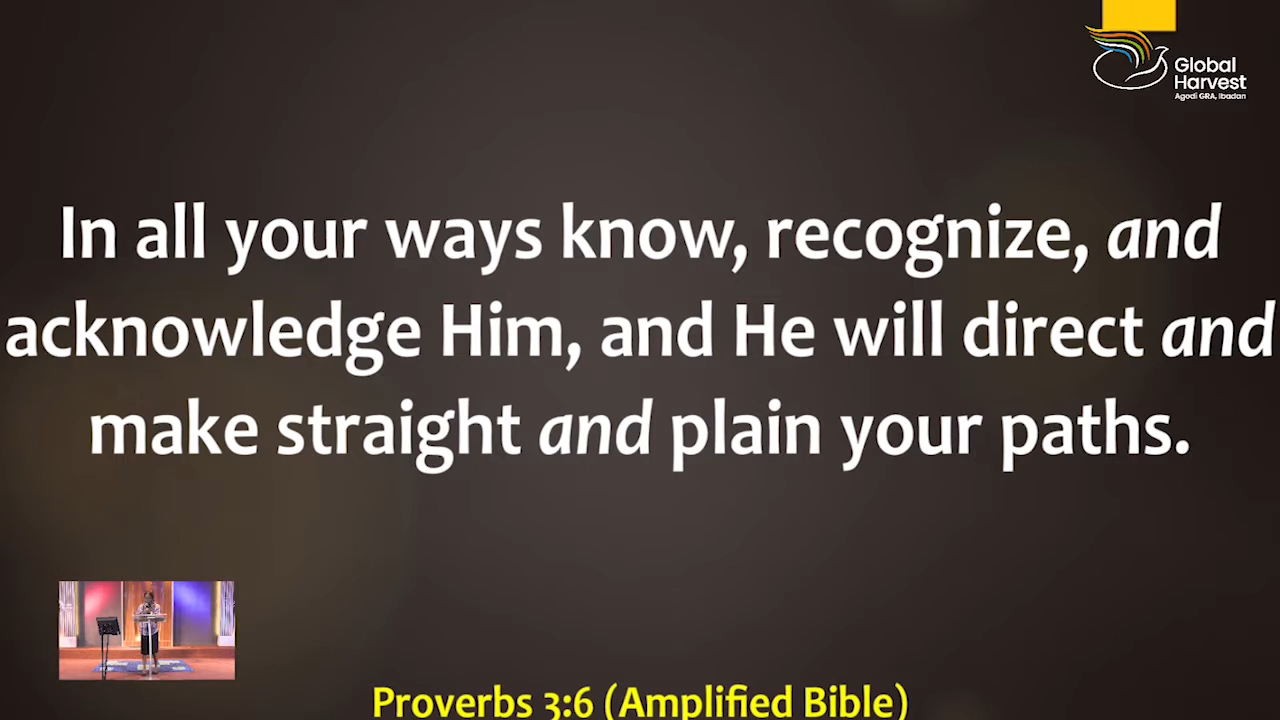 Global
Harvest
Agodi GRA, Ibadan
In all your ways know, recognize, and
acknowledge Him, and He will direct and
make straight and plain your paths.
Proverbs 3:6 (Amplified Bible)